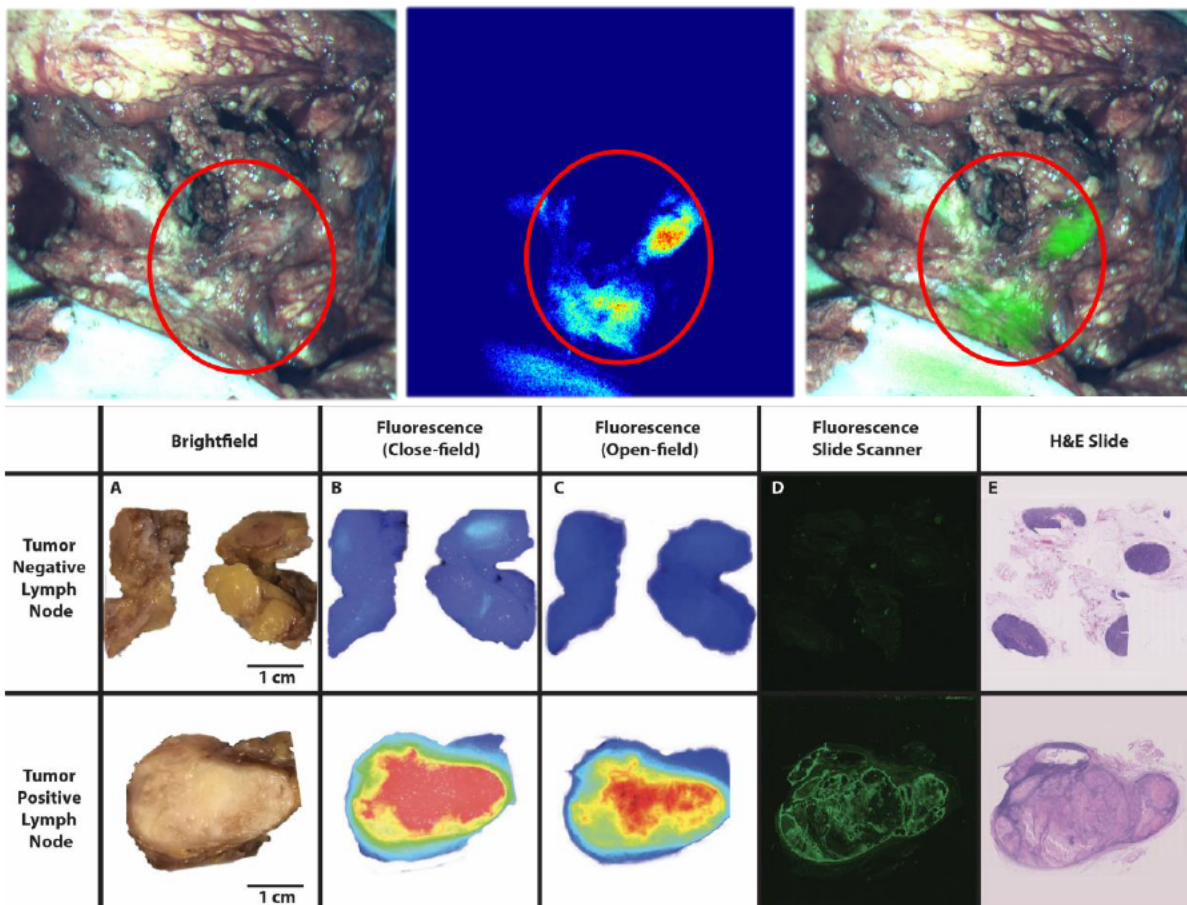 Brightfield
Fluorescence
(Close-field)
Fluorescence
(Open-field)
Fluorescence
Slide Scanner
H&E Slide
Tumor
Negative
Lymph
Node
A
1 cm
B
C
D
E
Tumor
Positive
Lymph
Node
1 cm